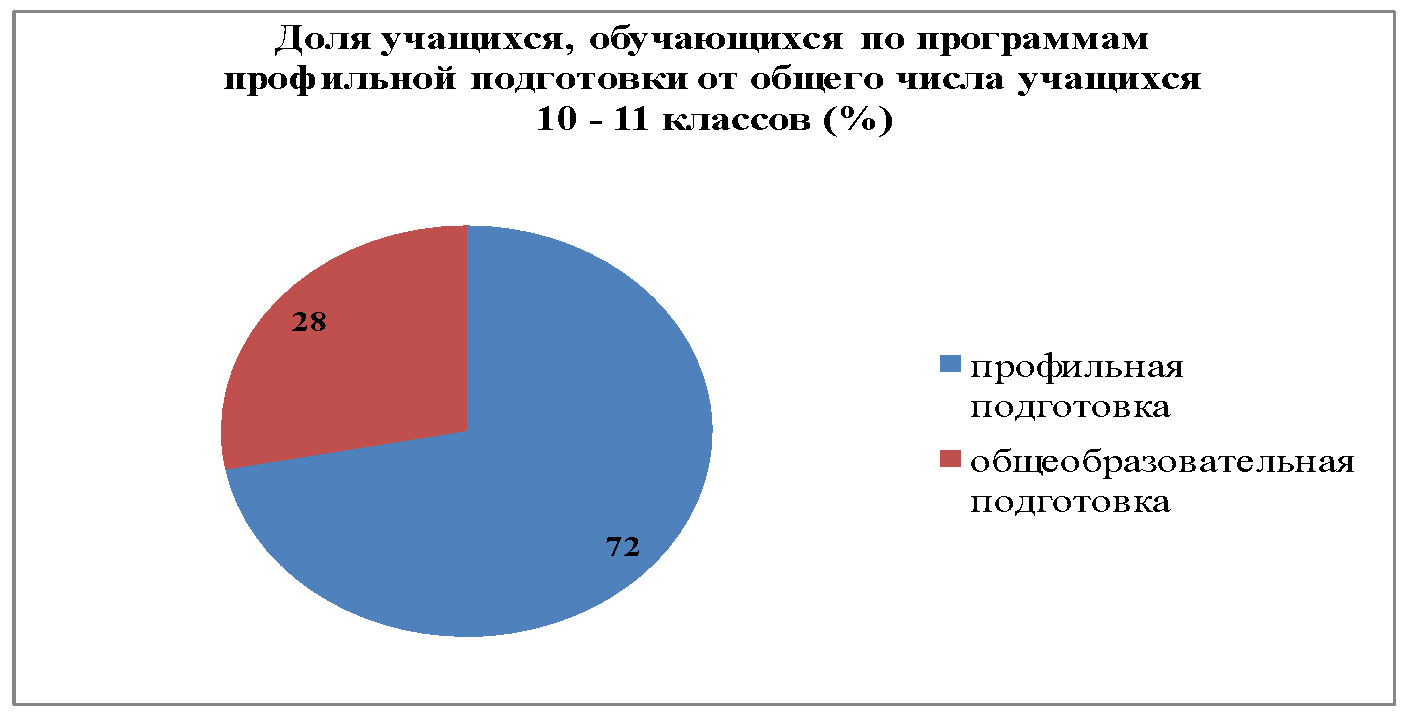 Доля учащихся, обучающихся по программам
профильной подготовки от общего числа учащихся
10 - 11 классов (%)
28
72
профильная
подготовка
общеобразовательная
подготовка